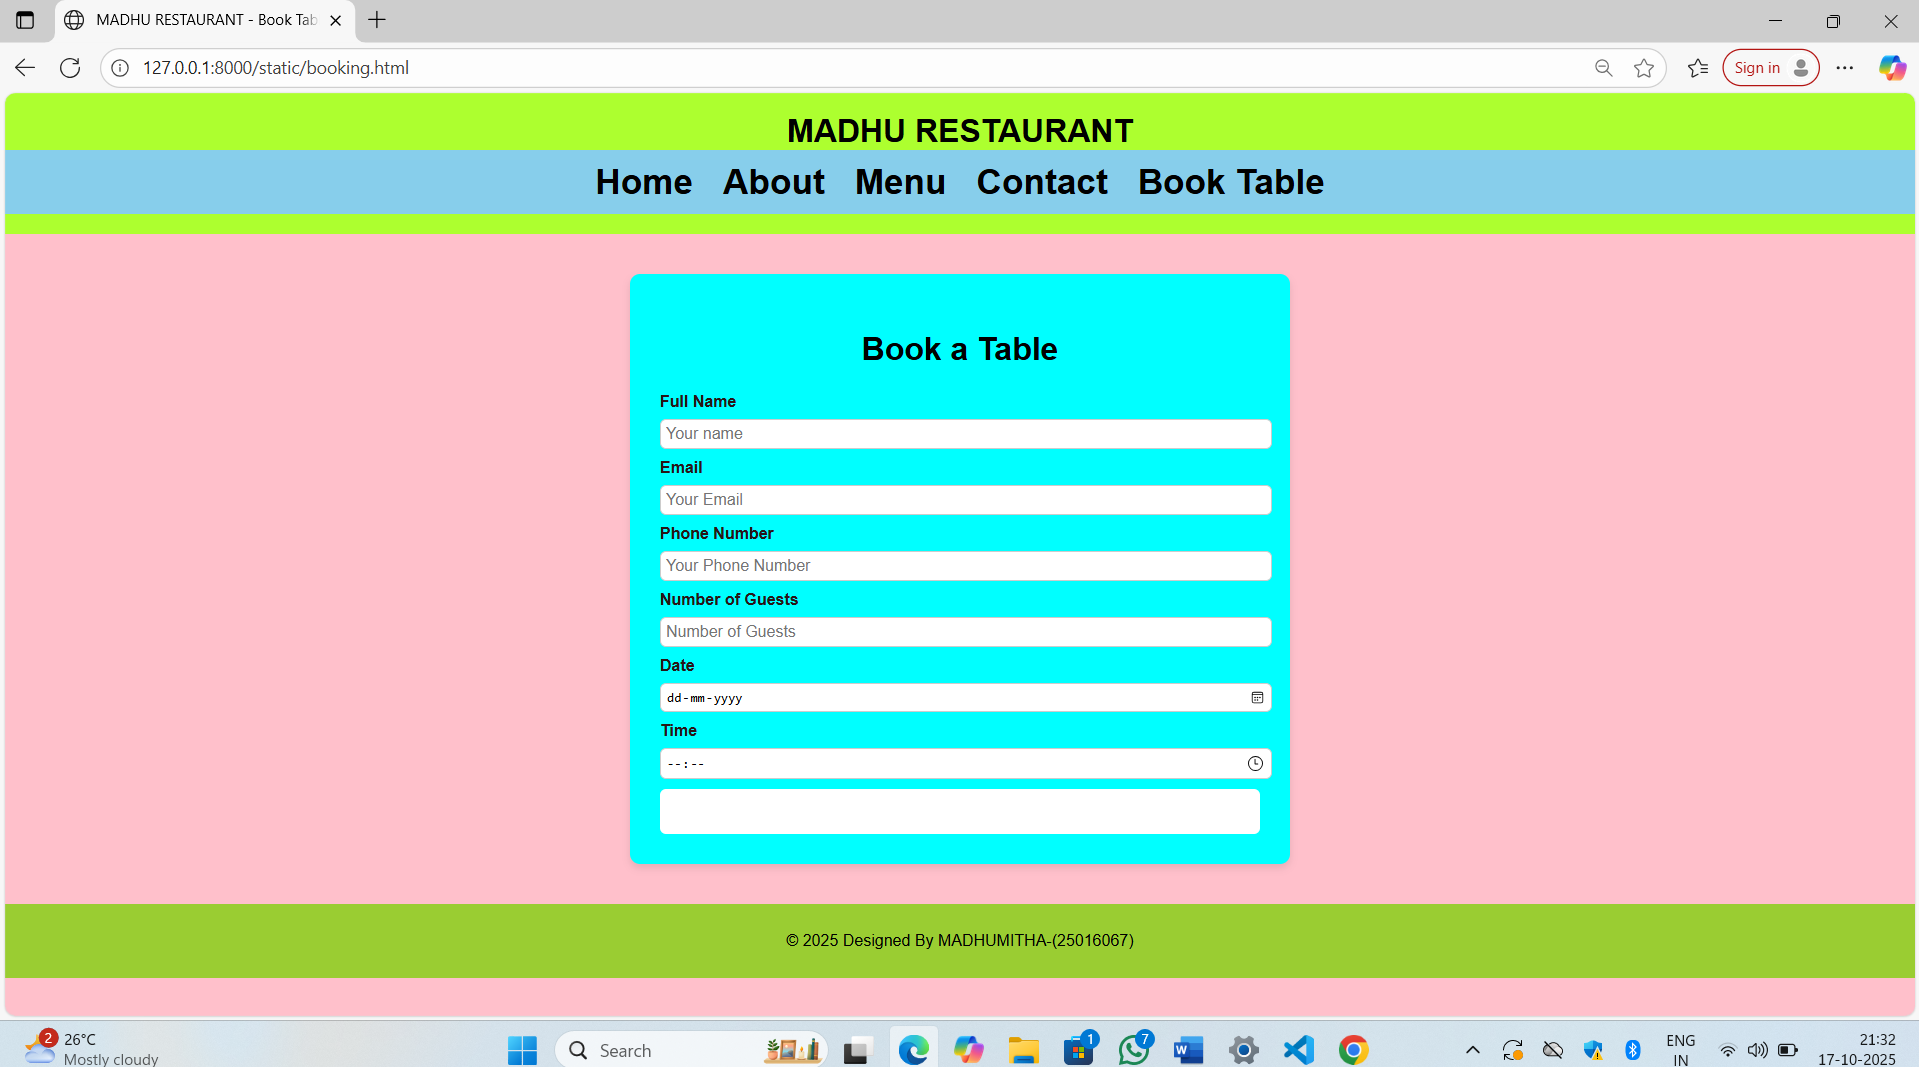 MADHU RESTAURANT - Book Tab
127.0.0.1:8000/static/booking.html
Sign in
MADHU RESTAURANT
Home About Menu Contact Book Table
Book a Table
Full Name
Your name
Email
Your Email
Phone Number
Your Phone Number
Number of Guests
Number of Guests
Date
dd-mm-yyyy
Time
--:--
© 2025 Designed By MADHUMITHA-(25016067)
2
26°C
Mostly cloudy
Search
1
7
ENG
IN
21:32
17-10-2025